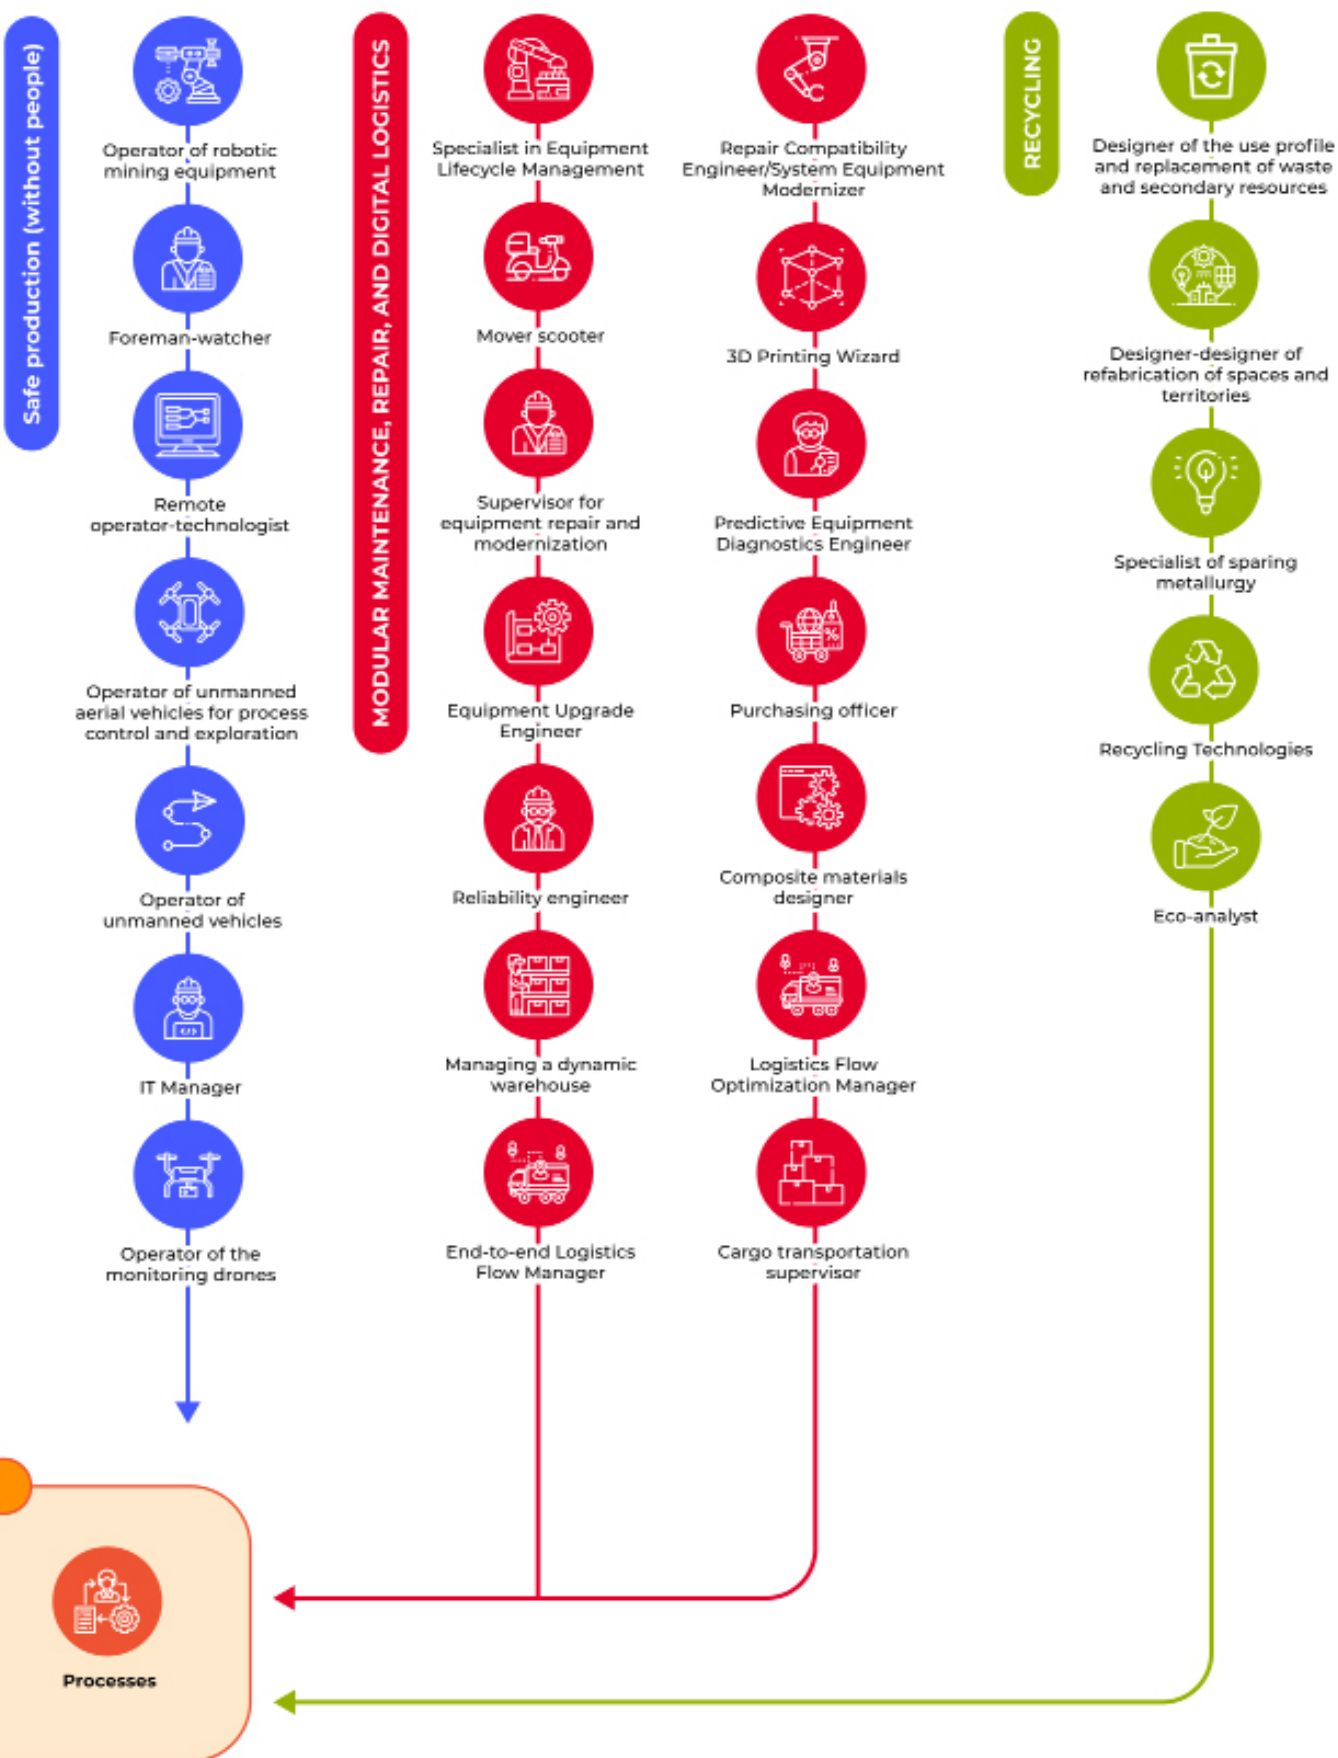 Safe production (without people)
Operator of robotic
mining equipment
Foreman-watcher
Remote
operator-technologist
Operator of unmanned
aerial vehicles for process
control and exploration
Operator of
unmanned vehicles
IT Manager
Operator of the
monitoring drones
MODULAR MAINTENANCE, REPAIR, AND DIGITAL LOGISTICS
Specialist in Equipment
Lifecycle Management
Mover scooter
Supervisor for
equipment repair and
modernization
Equipment Upgrade
Engineer
Reliability engineer
Managing a dynamic
warehouse
End-to-end Logistics
Flow Manager
Repair Compatibility
Engineer/System Equipment
Modernizer
3D Printing Wizard
Predictive Equipment
Diagnostics Engineer
%
Purchasing officer
Composite materials
designer
Logistics Flow
Optimization Manager
Cargo transportation
supervisor
RECYCLING
Designer of the use profile
and replacement of waste
and secondary resources
Designer-designer of
refabrication of spaces and
territories
Specialist of sparing
metallurgy
Recycling Technologies
Eco-analyst
Processes